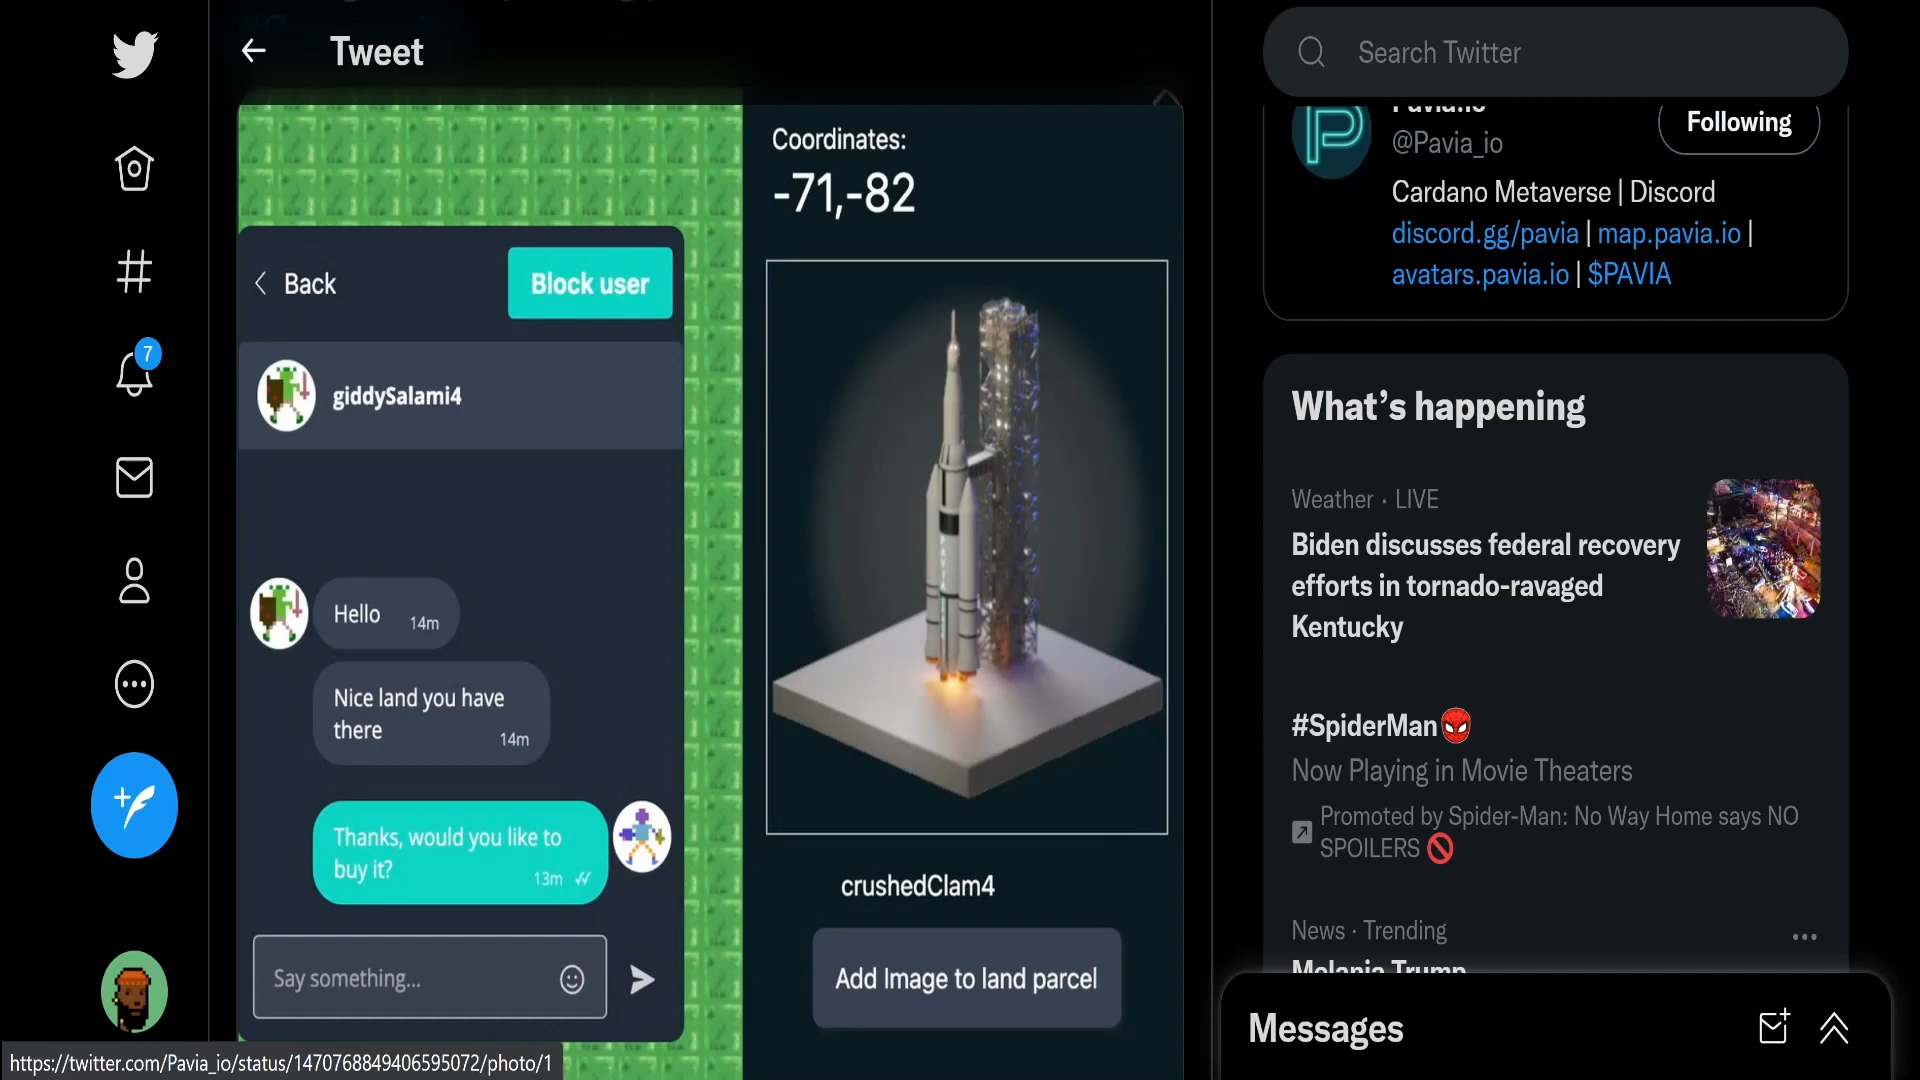 Tweet
Coordinates:
-71,-82
Back
Block user
giddySalami4
Hello
14m
Nice land you have
there
14m
Thanks, would you like to
buy it?
13m
Say something...
crushedClam4
Add Image to land parcel
https://twitter.com/Pavia_io/status/1470768849406595072/photo/1
7
Search Twitter
Pavia.io
@Pavia_io
Following
Cardano Metaverse | Discord
discord.gg/pavia | map.pavia.io |
avatars.pavia.io | $PAVIA
What's happening
Weather · LIVE
Biden discusses federal recovery
efforts in tornado-ravaged
Kentucky
#SpiderMan
Now Playing in Movie Theaters
Promoted by Spider-Man: No Way Home says NO
SPOILERS
News · Trending
Melania Trump
Messages